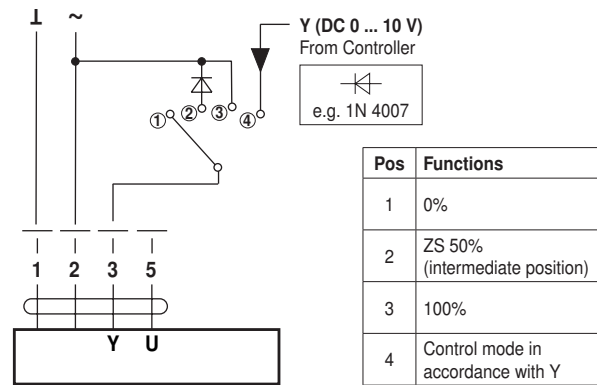 ⊥ ~
Y (DC 0 ... 10 V)
From Controller
e.g. 1N 4007
① ② ③ ④
Pos Functions
1 0%
2 ZS 50%
(intermediate position)
3 100%
4 Control mode in
accordance with Y
1 2 3 5
Y U